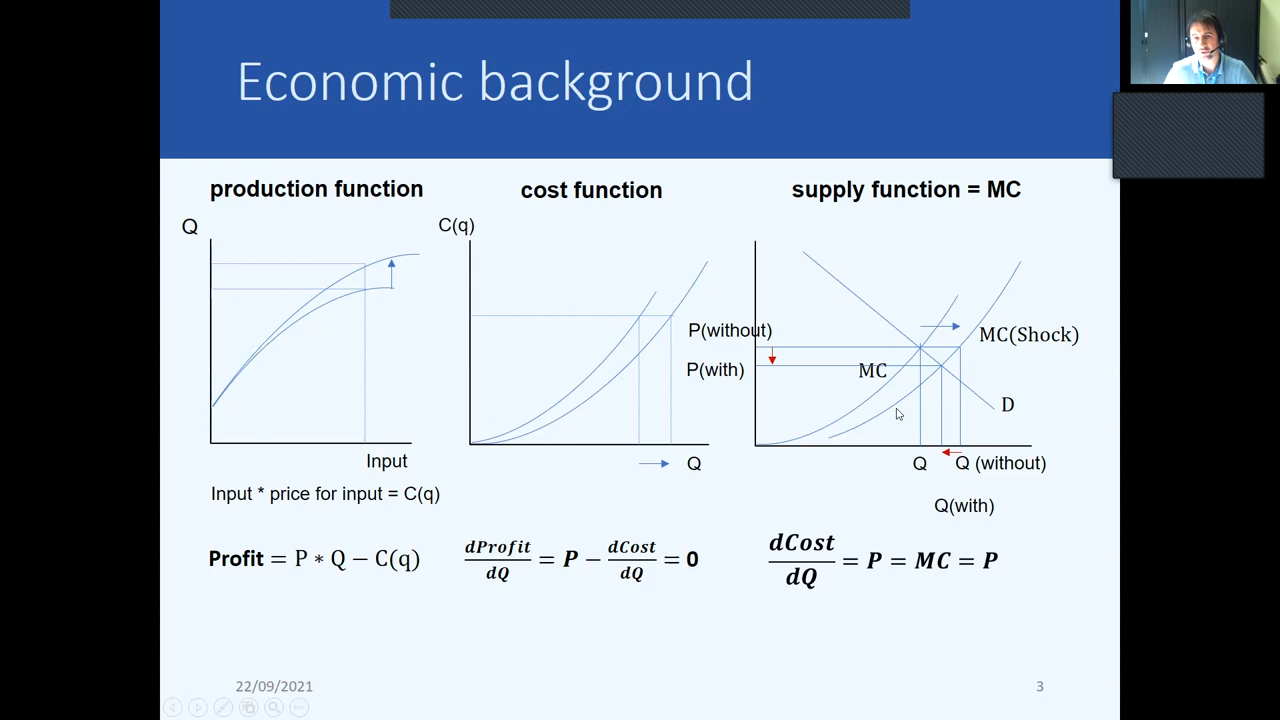 Economic background
production function
cost function
supply function = MC
Q
C(q)
P(without)
P(with)
MC
MC(Shock)
D
Input
Q
Q
Q (without)
Q(with)
Input * price for input = C(q)
Profit = P ∗ Q − C(q)
dProfit/dQ = P − dCost/dQ = 0
dCost/dQ = P = MC = P
22/09/2021
3